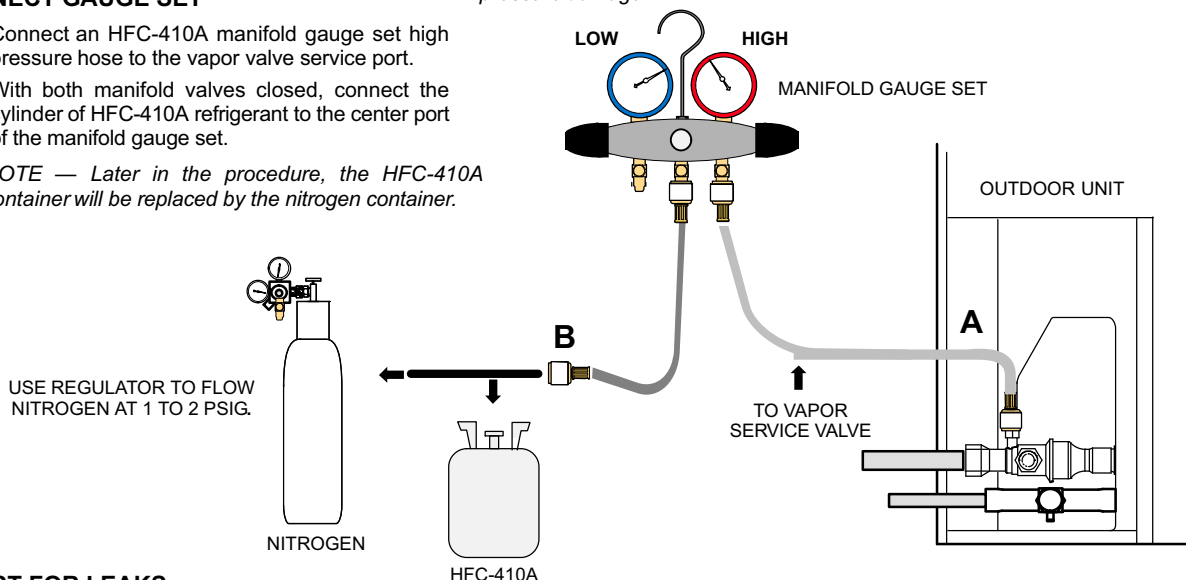 NECT GAUGE SET
Connect an HFC-410A manifold gauge set high
pressure hose to the vapor valve service port.
With both manifold valves closed, connect the
cylinder of HFC-410A refrigerant to the center port
of the manifold gauge set.
NOTE — Later in the procedure, the HFC-410A
container will be replaced by the nitrogen container.
LOW
HIGH
MANIFOLD GAUGE SET
OUTDOOR UNIT
A
B
USE REGULATOR TO FLOW
NITROGEN AT 1 TO 2 PSIG.
TO VAPOR
SERVICE VALVE
NITROGEN
HFC-410A
ST FOR LEAKS